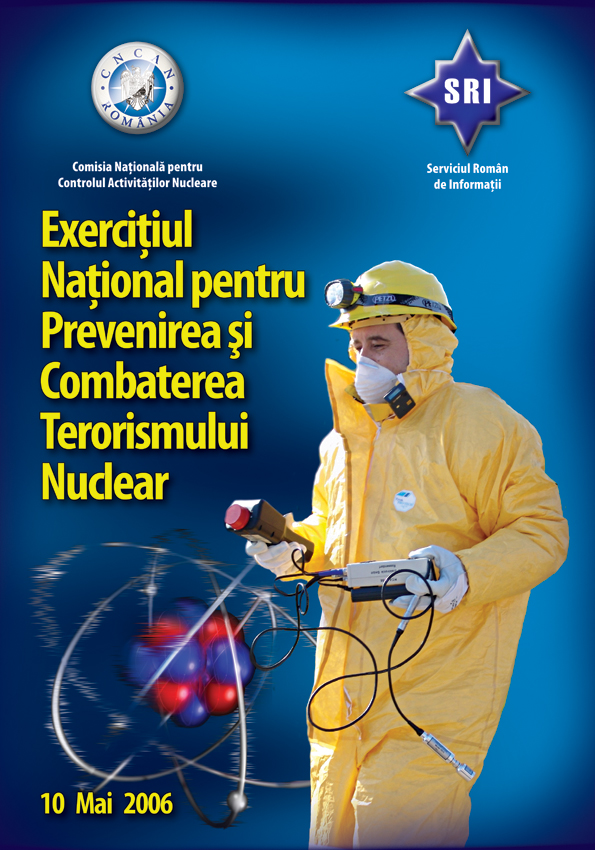 CNCAN
ROMÂNIA
SRI
Comisia Naţională pentru
Controlul Activităţilor Nucleare
Serviciul Român
de Informaţii
Exerciţiul
Naţional pentru
Prevenirea şi
Combaterea
Terorismului
Nuclear
PETZL
10 Mai 2006